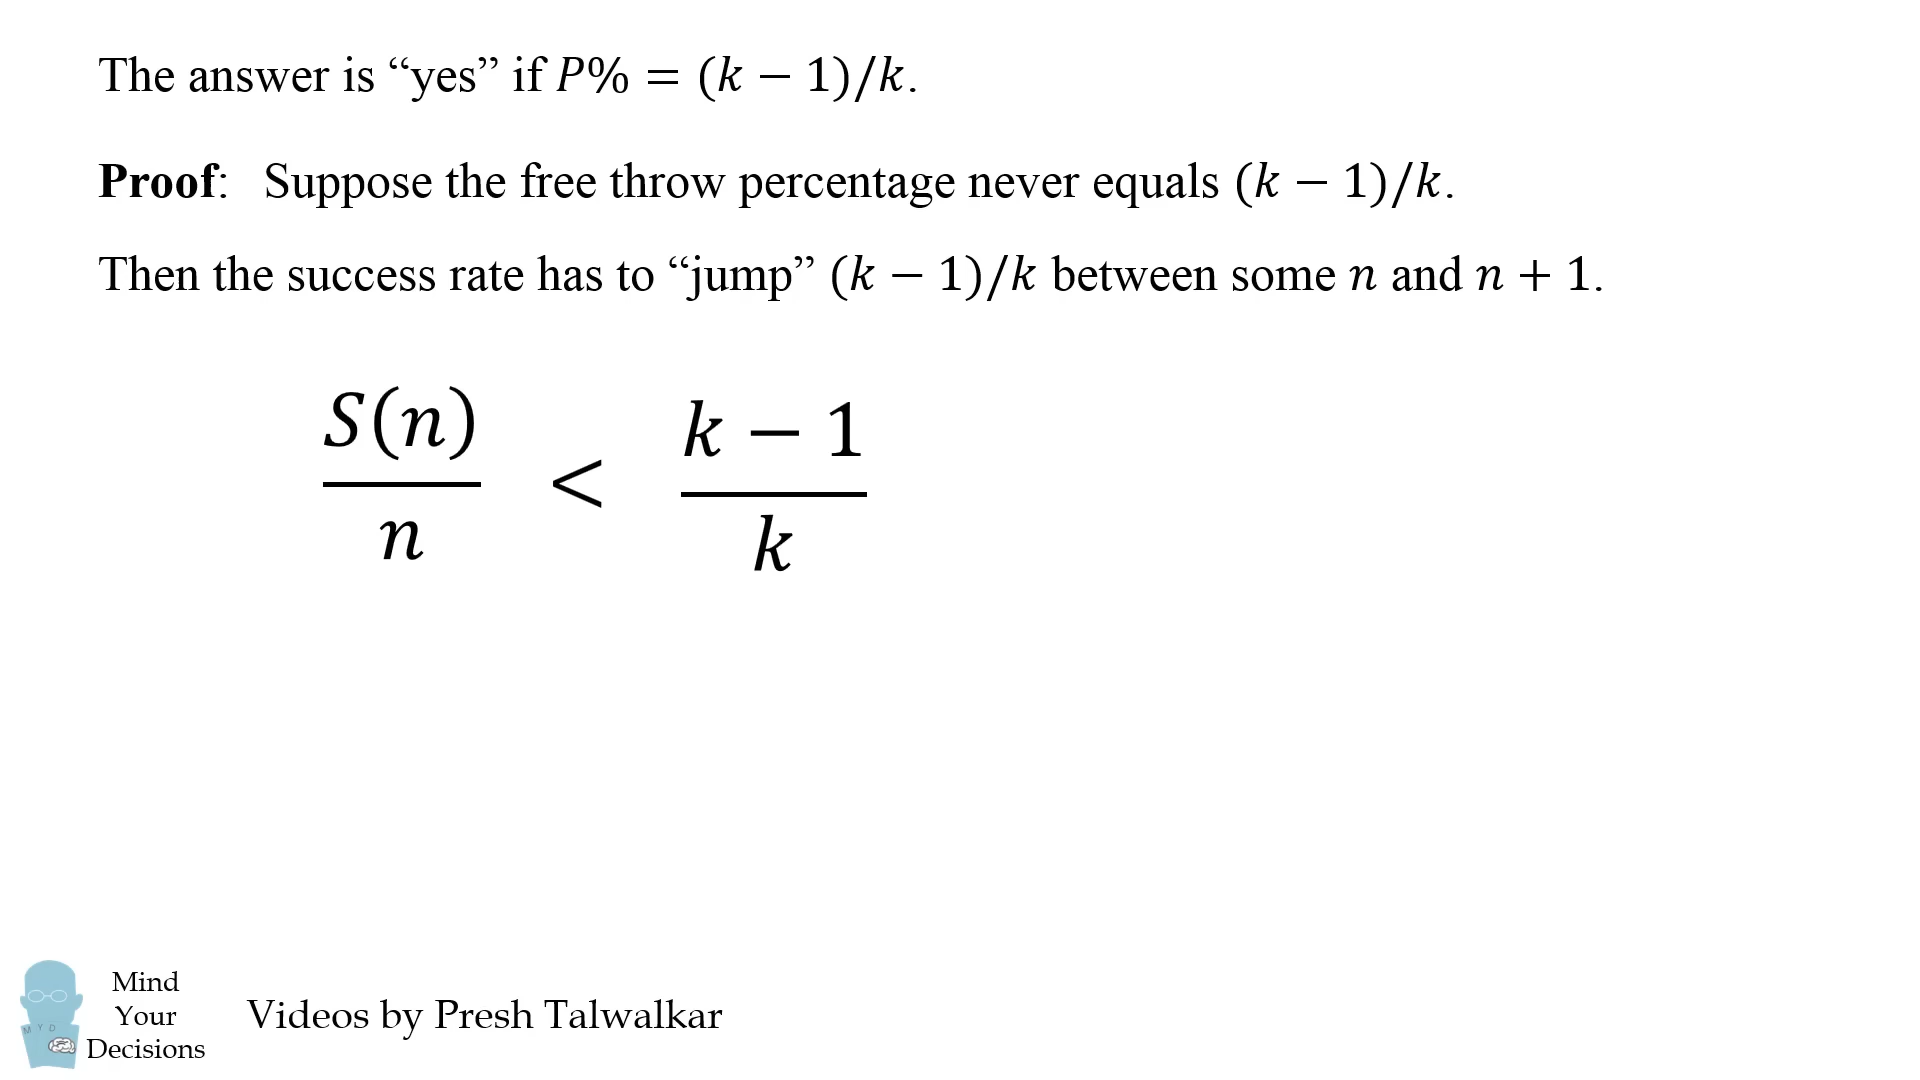 The answer is “yes” if P% = (k − 1)/k.
Proof: Suppose the free throw percentage never equals (k − 1)/k.
Then the success rate has to “jump” (k − 1)/k between some n and n + 1.
S(n)/n < (k − 1)/k
M Y D
Mind
Your
Decisions
Videos by Presh Talwalkar